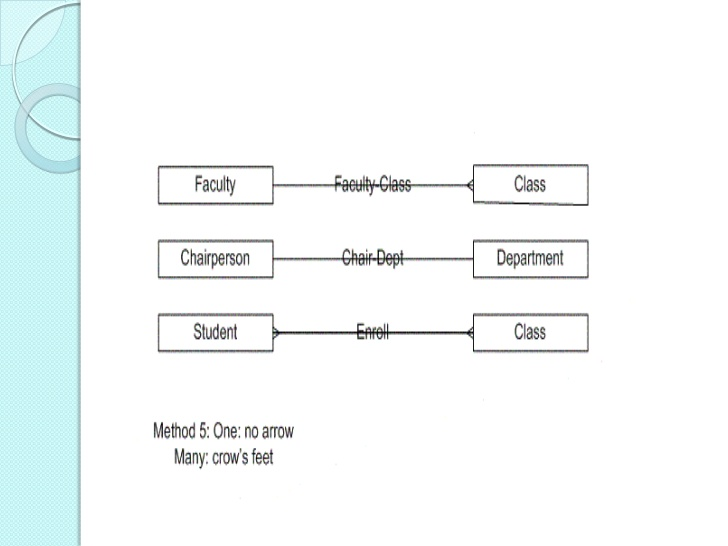 Faculty Faculty-Class Class
Chairperson Chair-Dept Department
Student Enroll Class
Method 5: One: no arrow
Many: crow's feet